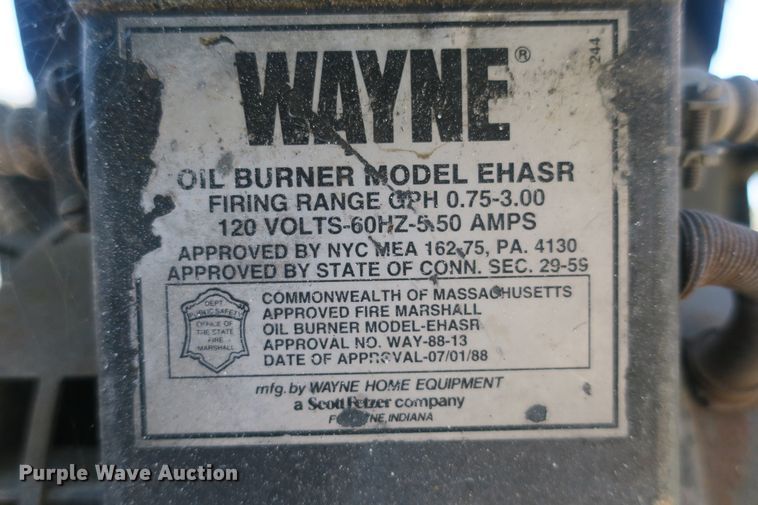 WAYNE®
244
OIL BURNER MODEL EHASR
FIRING RANGE GPH 0.75-3.00
120 VOLTS-60HZ-5.50 AMPS
APPROVED BY NYC MEA 162-75, PA. 4130
APPROVED BY STATE OF CONN. SEC. 29-59
DEPT
PUBLIC SAFETY
OFFICE OF
THE STATE
FIRE
MARSHALL
COMMONWEALTH OF MASSACHUSETTS
APPROVED FIRE MARSHALL
OIL BURNER MODEL-EHASR
APPROVAL NO. WAY-88-13
DATE OF APPROVAL-07/01/88
mfg. by WAYNE HOME EQUIPMENT
a Scott Fetzer company
INDIANA
Purple Wave Auction
©purplewave.com